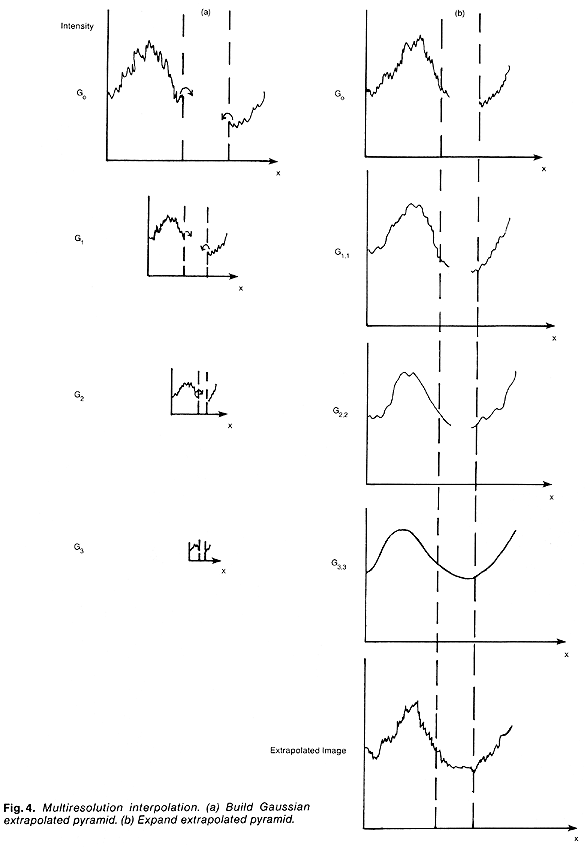 (a)
(b)
Intensity
G₀
x
G₀
x
G₁
x
G₁,₁
x
G₂
x
G₂,₂
x
G₃
x
G₃,₃
x
Extrapolated Image
x
Fig. 4. Multiresolution interpolation. (a) Build Gaussian
extrapolated pyramid. (b) Expand extrapolated pyramid.